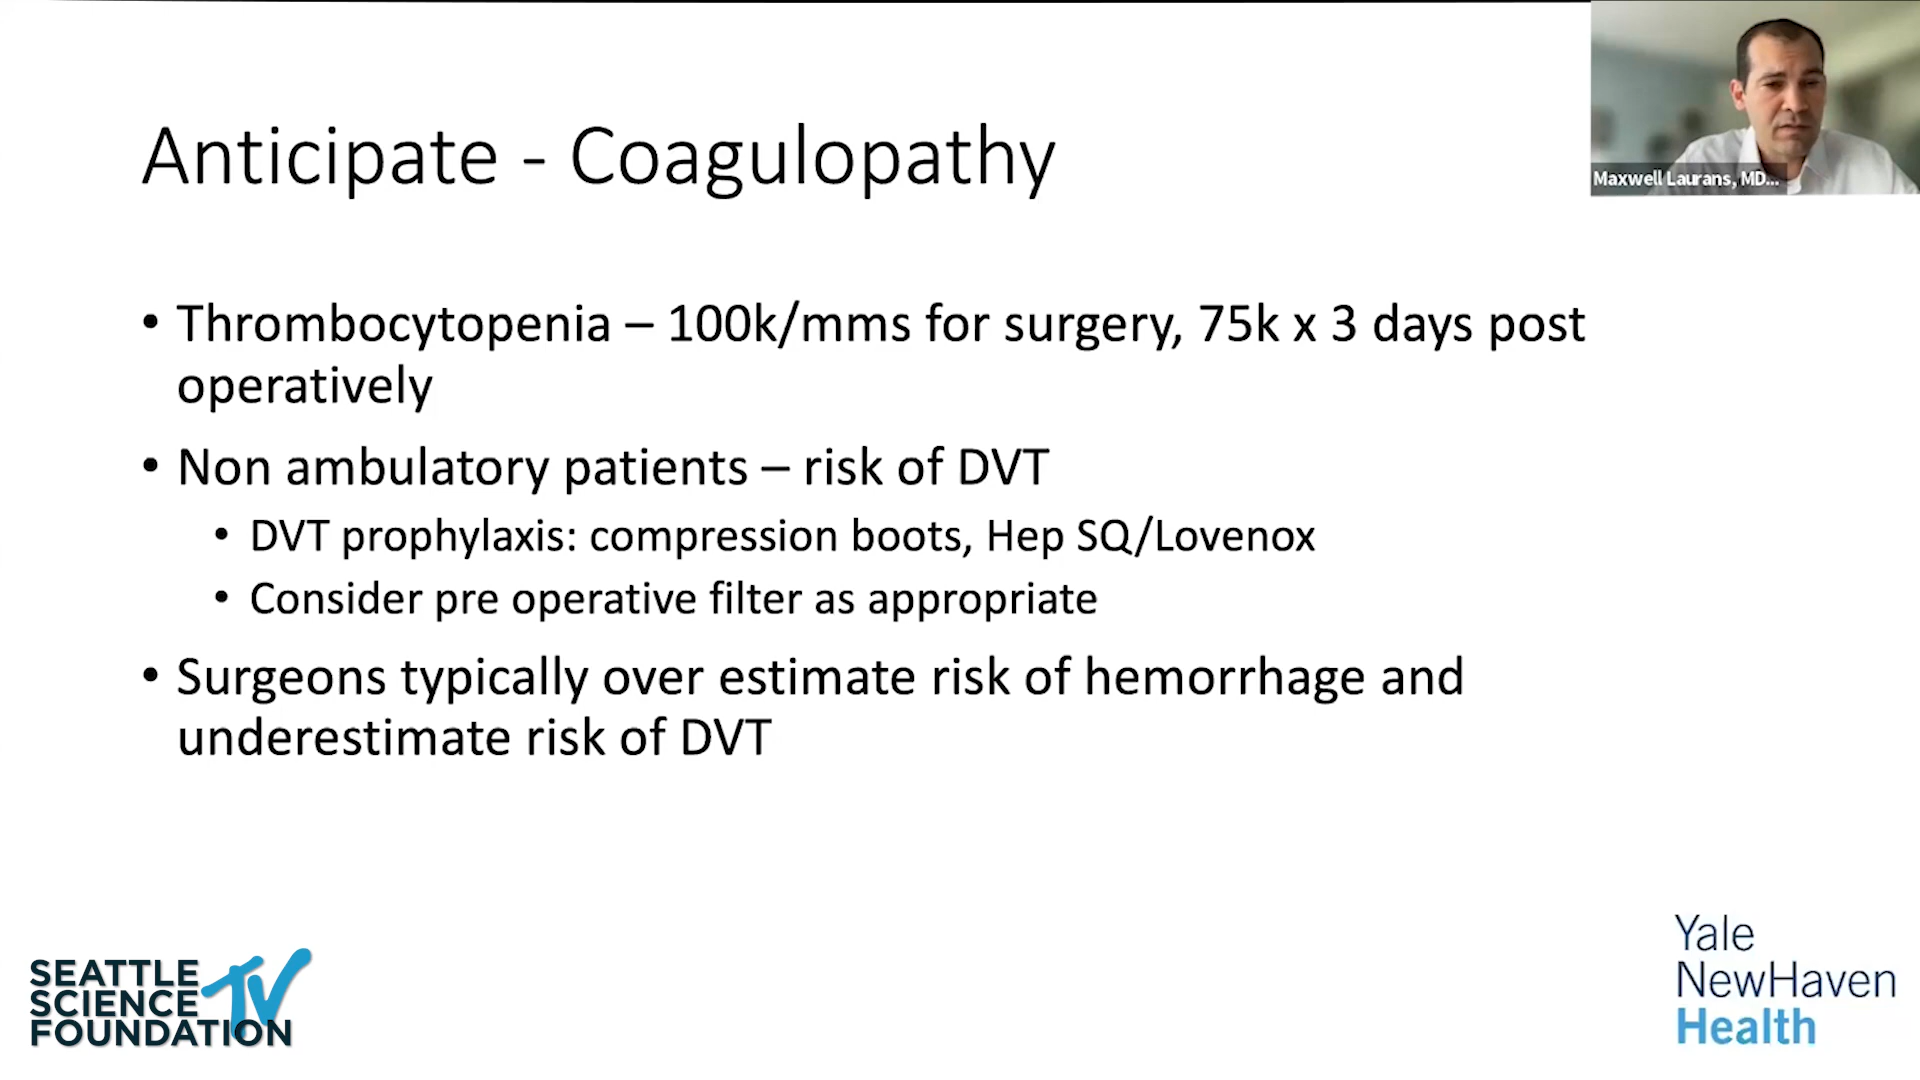 Anticipate - Coagulopathy
Maxwell Laurans, MD...
• Thrombocytopenia – 100k/mms for surgery, 75k x 3 days post
operatively
• Non ambulatory patients – risk of DVT
• DVT prophylaxis: compression boots, Hep SQ/Lovenox
• Consider pre operative filter as appropriate
• Surgeons typically over estimate risk of hemorrhage and
underestimate risk of DVT
SEATTLE
SCIENCE
FOUNDATION
TV
Yale
NewHaven
Health